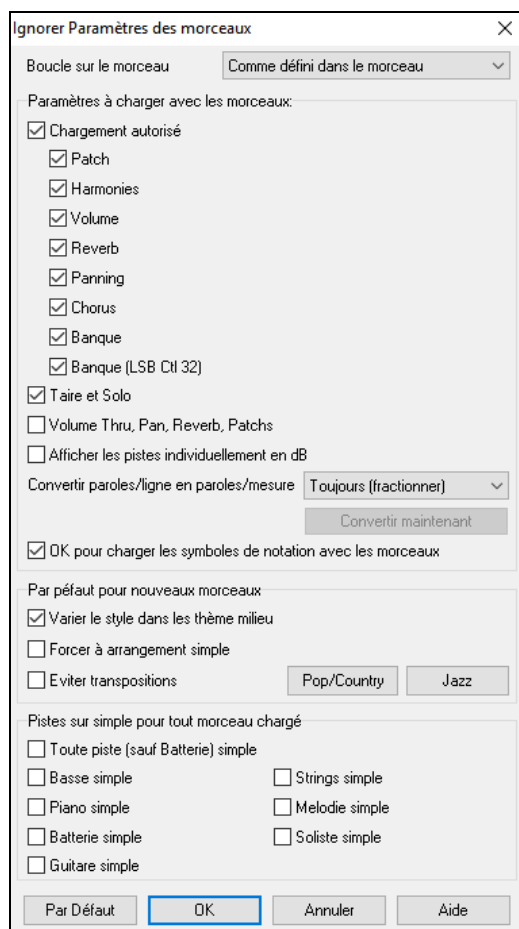 Ignorer Paramètres des morceaux
Boucle sur le morceau Comme défini dans le morceau
Paramètres à charger avec les morceaux:
Chargement autorisé
Patch
Harmonies
Volume
Reverb
Panning
Chorus
Banque
Banque (LSB Ctl 32)
Taire et Solo
Volume Thru, Pan, Reverb, Patchs
Afficher les pistes individuellement en dB
Convertir paroles/ligne en paroles/mesure Toujours (fractionner)
Convertir maintenant
OK pour charger les symboles de notation avec les morceaux
Par péfaut pour nouveaux morceaux
Varier le style dans les thème milieu
Forcer à arrangement simple
Eviter transpositions Pop/Country Jazz
Pistes sur simple pour tout morceau chargé
Toute piste (sauf Batterie) simple
Basse simple Strings simple
Piano simple Melodie simple
Batterie simple Soliste simple
Guitare simple
Par Défaut OK Annuler Aide